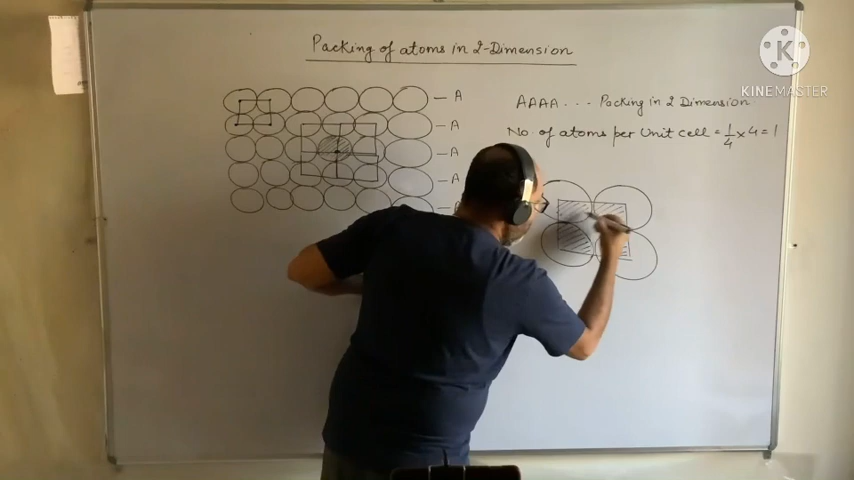 Packing of atoms in 2-Dimension
A
A
A
A
A
AAAA... Packing in 2 Dimension
No. of atoms per Unit cell = 1/4 x 4 = 1
K
KINEMASTER